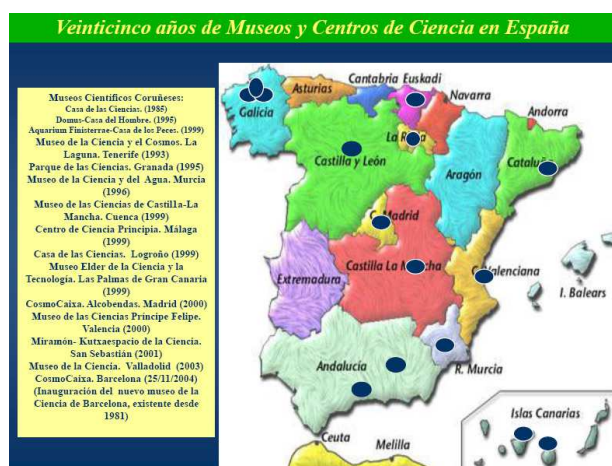 Veinticinco años de Museos y Centros de Ciencia en España
Museos Científicos Coruñeses:
Casa de las Ciencias. (1985)
Domus-Casa del Hombre. (1995)
Aquarium Finisterrae-Casa de los Peces. (1999)
Museo de la Ciencia y el Cosmos. La
Laguna. Tenerife (1993)
Parque de las Ciencias. Granada (1995)
Museo de la Ciencia y del Agua. Murcia
(1996)
Museo de las Ciencias de Castilla-La
Mancha. Cuenca (1999)
Centro de Ciencia Principia. Málaga
(1999)
Casa de las Ciencias. Logroño (1999)
Museo Elder de la Ciencia y la
Tecnología. Las Palmas de Gran Canaria
(1999)
CosmoCaixa. Alcobendas. Madrid (2000)
Museo de las Ciencias Príncipe Felipe.
Valencia (2000)
Miramón- Kutxaespacio de la Ciencia.
San Sebastián (2001)
Museo de la Ciencia. Valladolid (2003)
CosmoCaixa. Barcelona (25/11/2004)
(Inauguración del nuevo museo de la
Ciencia de Barcelona, existente desde
1981)
Galicia
Asturias
Cantabria
Euskadi
Navarra
La
Andorra
Castilla y León
Aragón
Cataluña
Madrid
Extremadura
Castilla La Mancha
Valenciana
I. Balears
Andalucía
R. Murcia
Islas Canarias
Ceuta
Melilla